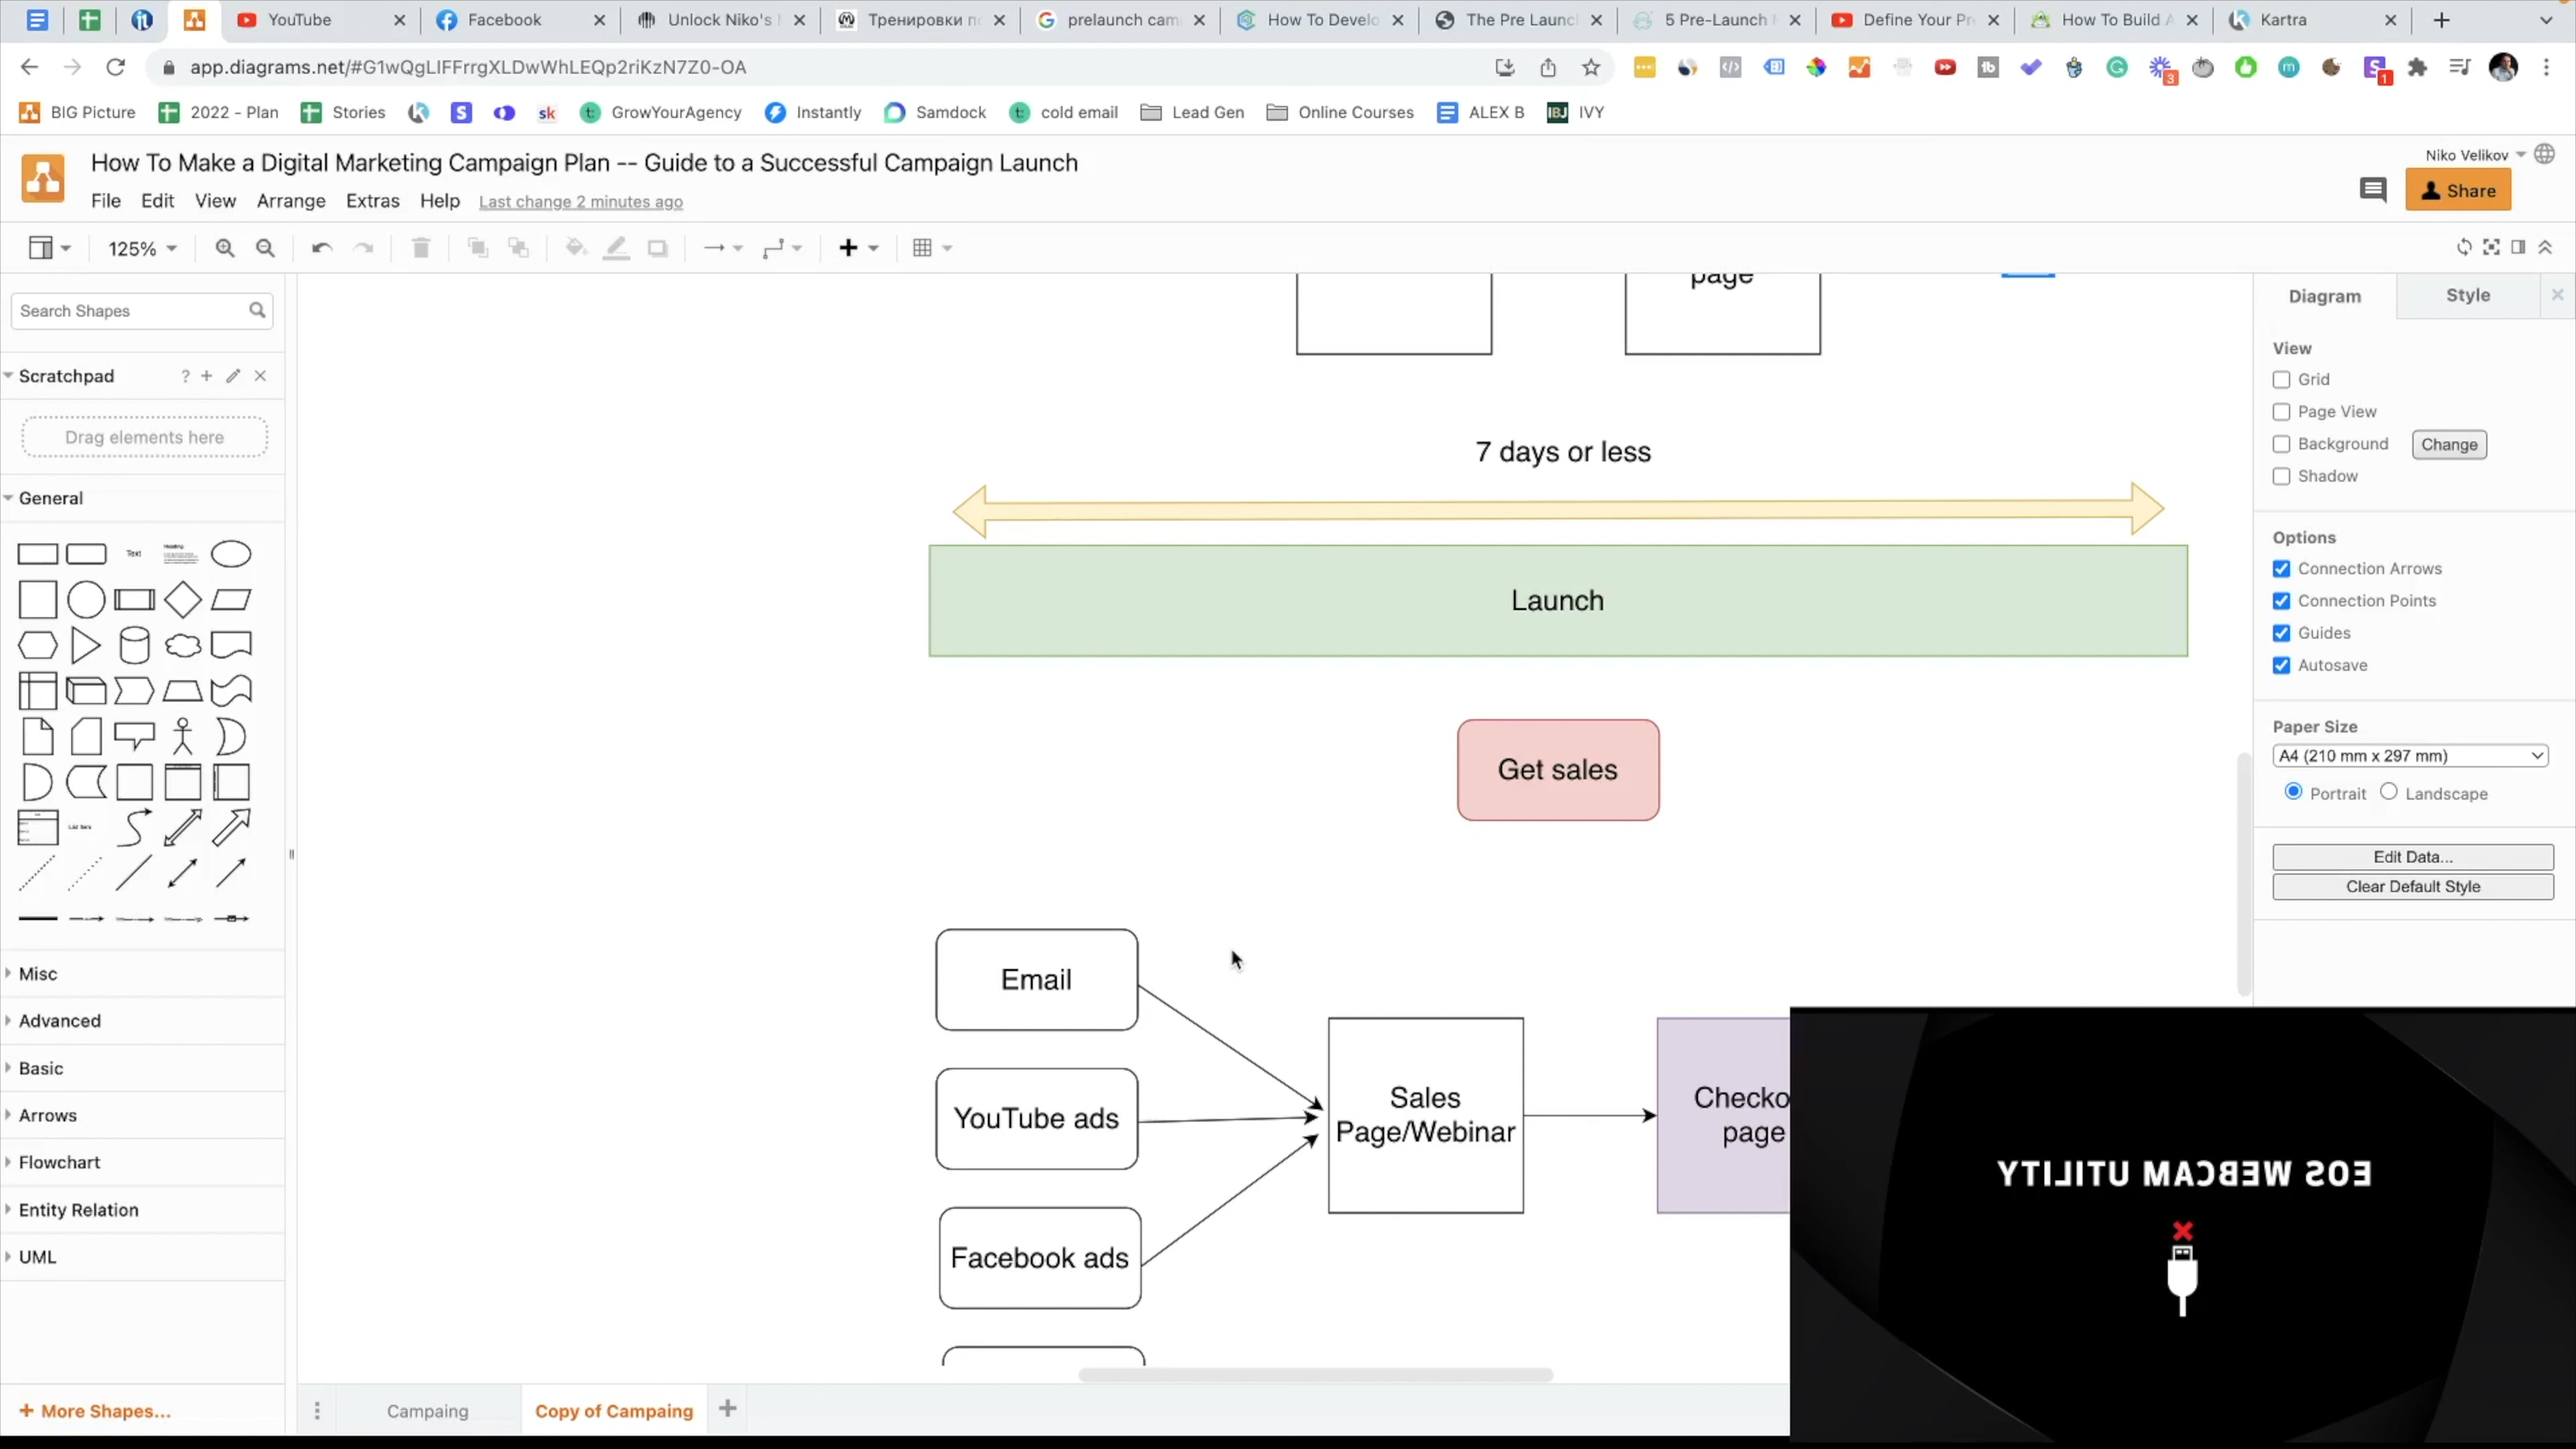 YouTube
Facebook
Unlock Niko's
Тренировки п
prelaunch cam
How To Develo
The Pre Launc
5 Pre-Launch
Define Your Pr
How To Build A
Kartra
app.diagrams.net/#G1wQgLIFFrrgXLDwWhLEQp2riKzN7Z0-OA
3
1
BIG Picture
2022 - Plan
Stories
sk
GrowYourAgency
Instantly
Samdock
cold email
Lead Gen
Online Courses
ALEX B
IBJ
IVY
How To Make a Digital Marketing Campaign Plan -- Guide to a Successful Campaign Launch
Niko Velikov
File Edit View Arrange Extras Help Last change 2 minutes ago
Share
125%
Search Shapes
Scratchpad
?
Drag elements here
General
Text
Heading
List Item
Misc
Advanced
Basic
Arrows
Flowchart
Entity Relation
UML
+ More Shapes...
page
7 days or less
Launch
Get sales
Email
YouTube ads
Facebook ads
Sales
Page/Webinar
Checko
page
Campaing
Copy of Campaing
Diagram
Style
View
Grid
Page View
Background
Change
Shadow
Options
Connection Arrows
Connection Points
Guides
Autosave
Paper Size
A4 (210 mm x 297 mm)
Portrait
Landscape
Edit Data...
Clear Default Style
EOS WEBCAM UTILITY